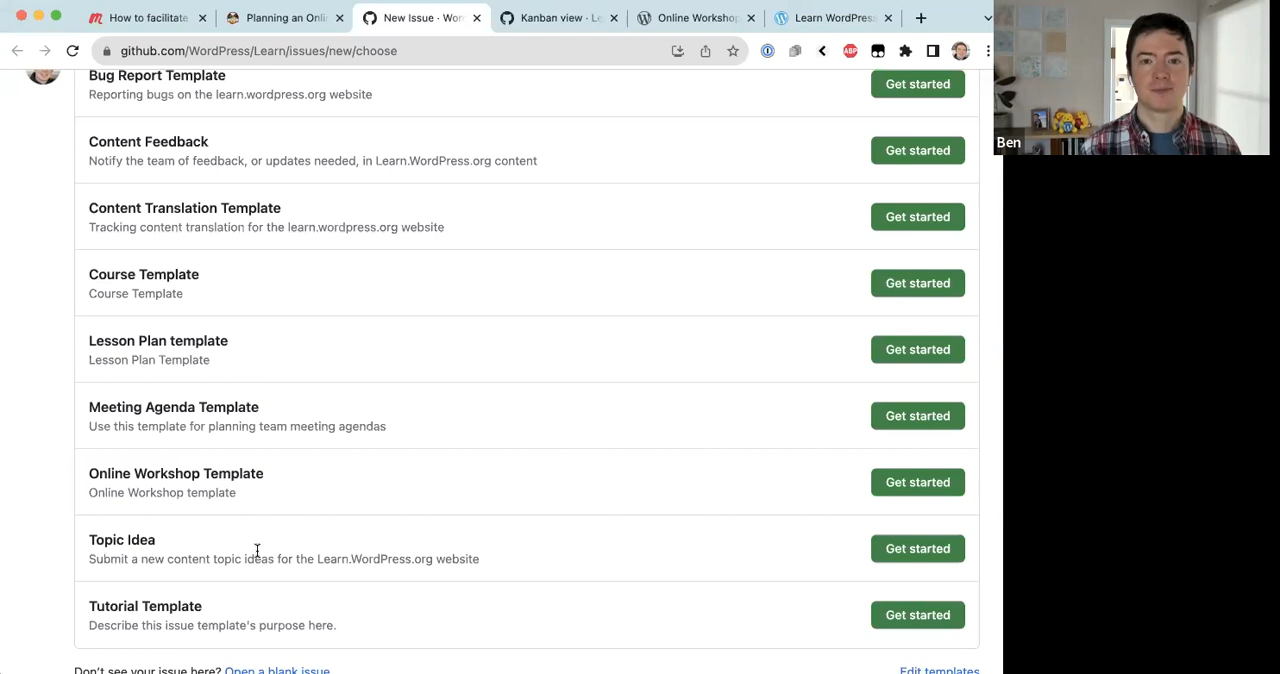 How to facilitate
Planning an Onli
New Issue · Wor
Kanban view · Le
Online Workshop
Learn WordPress
github.com/WordPress/Learn/issues/new/choose
ABP
Ben
Bug Report Template
Get started
Reporting bugs on the learn.wordpress.org website
Content Feedback
Get started
Notify the team of feedback, or updates needed, in Learn.WordPress.org content
Content Translation Template
Get started
Tracking content translation for the learn.wordpress.org website
Course Template
Get started
Course Template
Lesson Plan template
Get started
Lesson Plan Template
Meeting Agenda Template
Get started
Use this template for planning team meeting agendas
Online Workshop Template
Get started
Online Workshop template
Topic Idea
Get started
Submit a new content topic ideas for the Learn.WordPress.org website
Tutorial Template
Get started
Describe this issue template's purpose here.
Don't see your issue here? Open a blank issue.
Edit templates